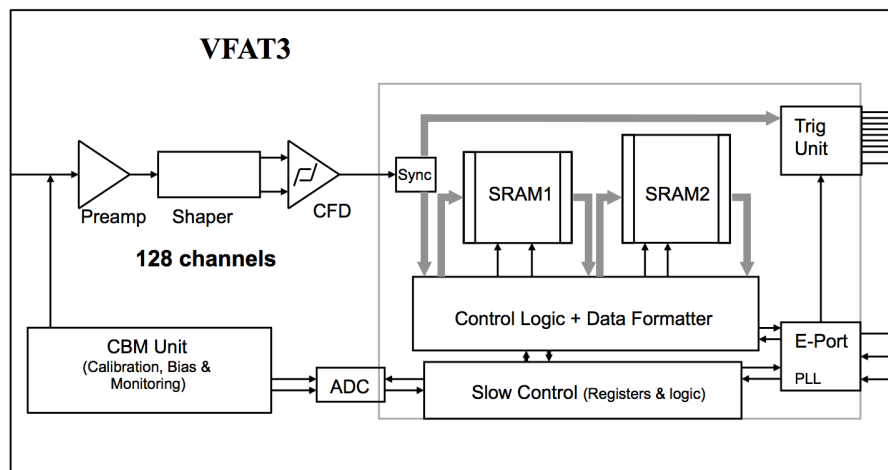 VFAT3
Trig
Unit
Sync
SRAM1
SRAM2
Preamp
Shaper
CFD
128 channels
Control Logic + Data Formatter
CBM Unit
(Calibration, Bias &
Monitoring)
E-Port
PLL
ADC
Slow Control (Registers & logic)